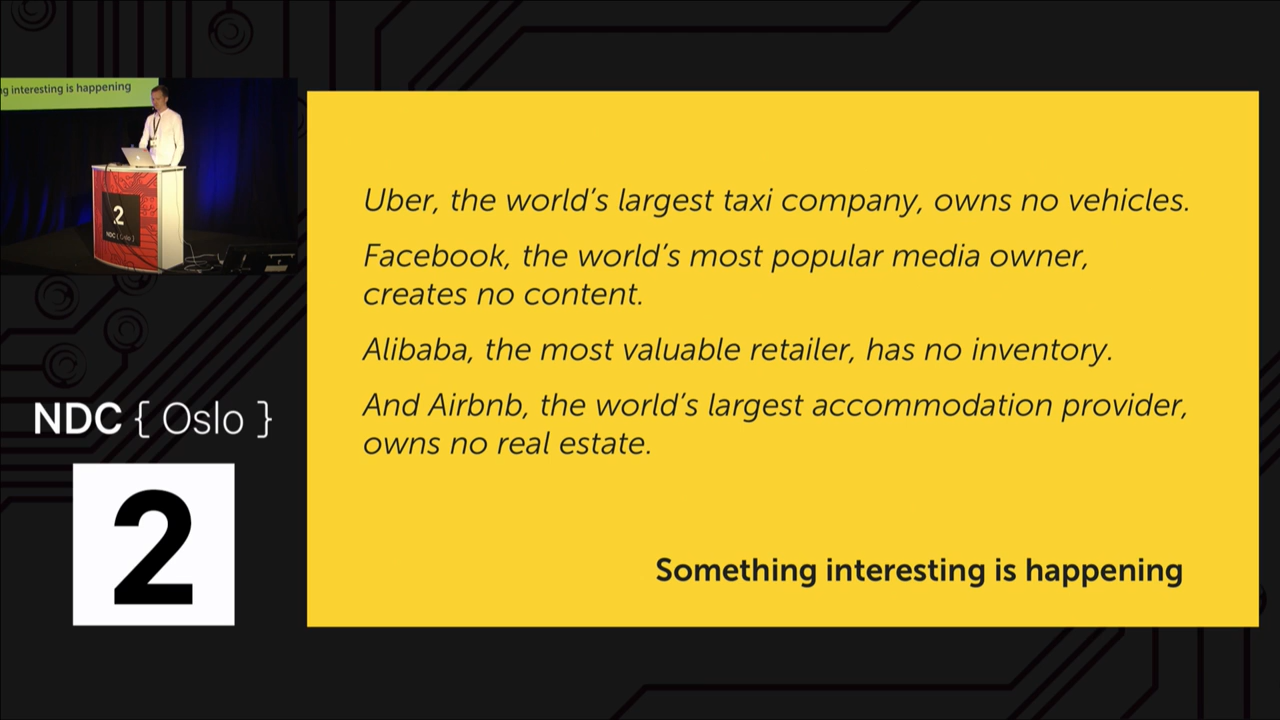 ng interesting is happening
2
NDC { Oslo }
NDC { Oslo }
2
Uber, the world's largest taxi company, owns no vehicles.
Facebook, the world's most popular media owner,
creates no content.
Alibaba, the most valuable retailer, has no inventory.
And Airbnb, the world's largest accommodation provider,
owns no real estate.
Something interesting is happening